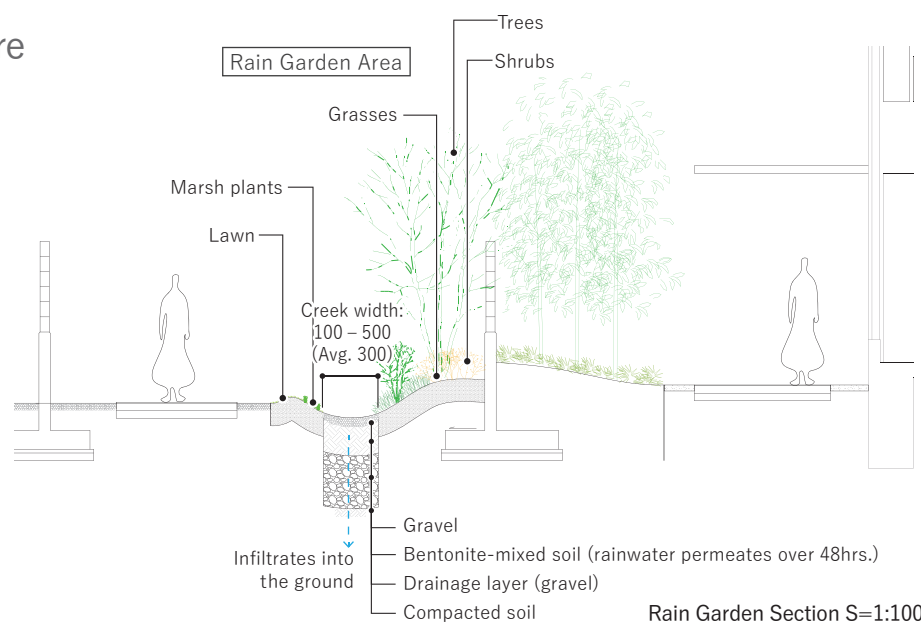 re
Trees
Rain Garden Area
Shrubs
Grasses
Marsh plants
Lawn
Creek width:
100 – 500
(Avg. 300)
Gravel
Bentonite-mixed soil (rainwater permeates over 48hrs.)
Infiltrates into
the ground
Drainage layer (gravel)
Compacted soil
Rain Garden Section S=1:100